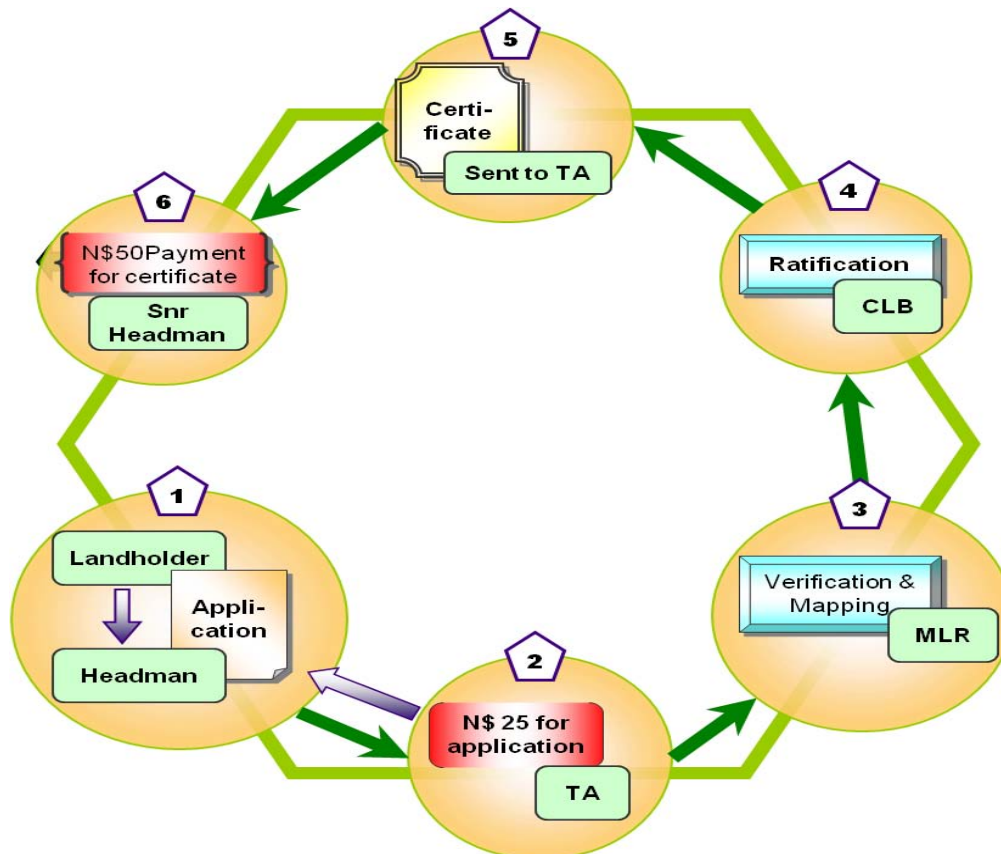 5
Certi-
ficate
Sent to TA
6
N$50Payment
for certificate
Snr
Headman
4
Ratification
CLB
1
Landholder
Appli-
cation
Headman
3
Verification &
Mapping
MLR
2
N$ 25 for
application
TA